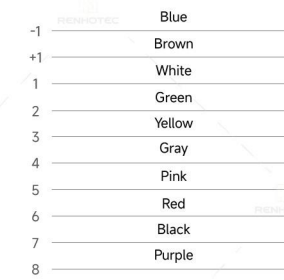 RENHOTEC
Blue
-1
Brown
+1
White
1
Green
2
Yellow
3
Gray
4
Pink
5
Red
6
RENH
Black
7
Purple
8